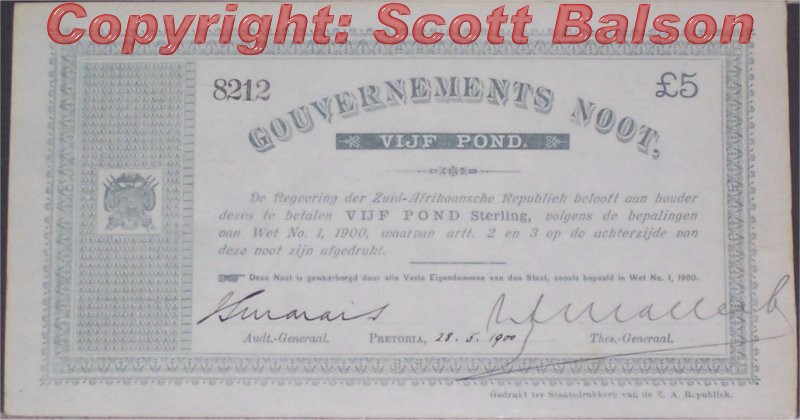 Copyright: Scott Balson
8212
£5
GOUVERNEMENTS NOOT,
VIJF POND.
De Regeering der Zuid-Afrikaansche Republiek belooft aan houder
dezes te betalen VIJF POND Sterling, volgens de bepalingen
van Wet No. 1, 1900, waarvan artt. 2 en 3 op de achterzijde van
deze noot zijn afgedrukt.
Deze Noot is gewaarborgd door alle Vaste Eigendommen van den Staat, zooals bepaald in Wet No. 1, 1900.
Audt.-Generaal. PRETORIA, 28.5.1900 Thes.-Generaal.
Gedrukt ter Staatsdrukkerij van de Z. A. Republiek.